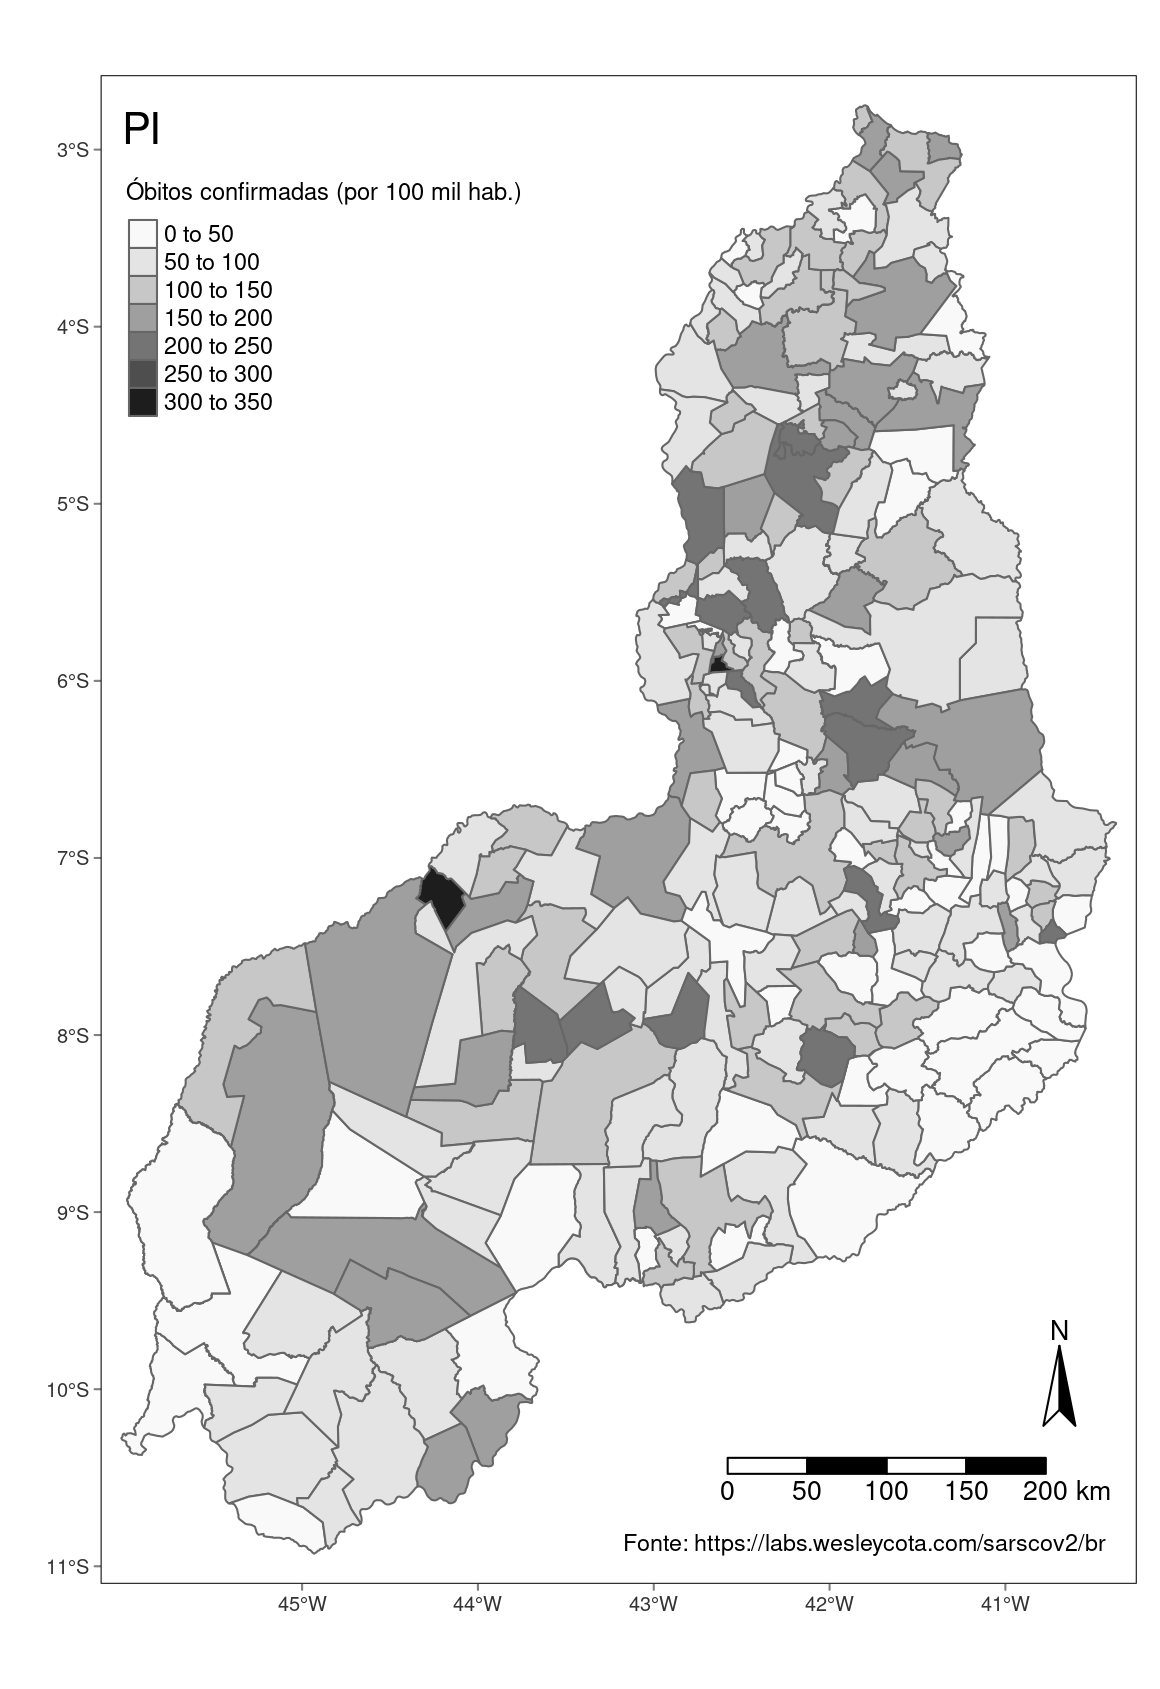 PI
Óbitos confirmadas (por 100 mil hab.)
0 to 50
50 to 100
100 to 150
150 to 200
200 to 250
250 to 300
300 to 350
3°S
4°S
5°S
6°S
7°S
8°S
9°S
10°S
11°S
N
0 50 100 150 200 km
Fonte: https://labs.wesleycota.com/sarscov2/br
45°W 44°W 43°W 42°W 41°W